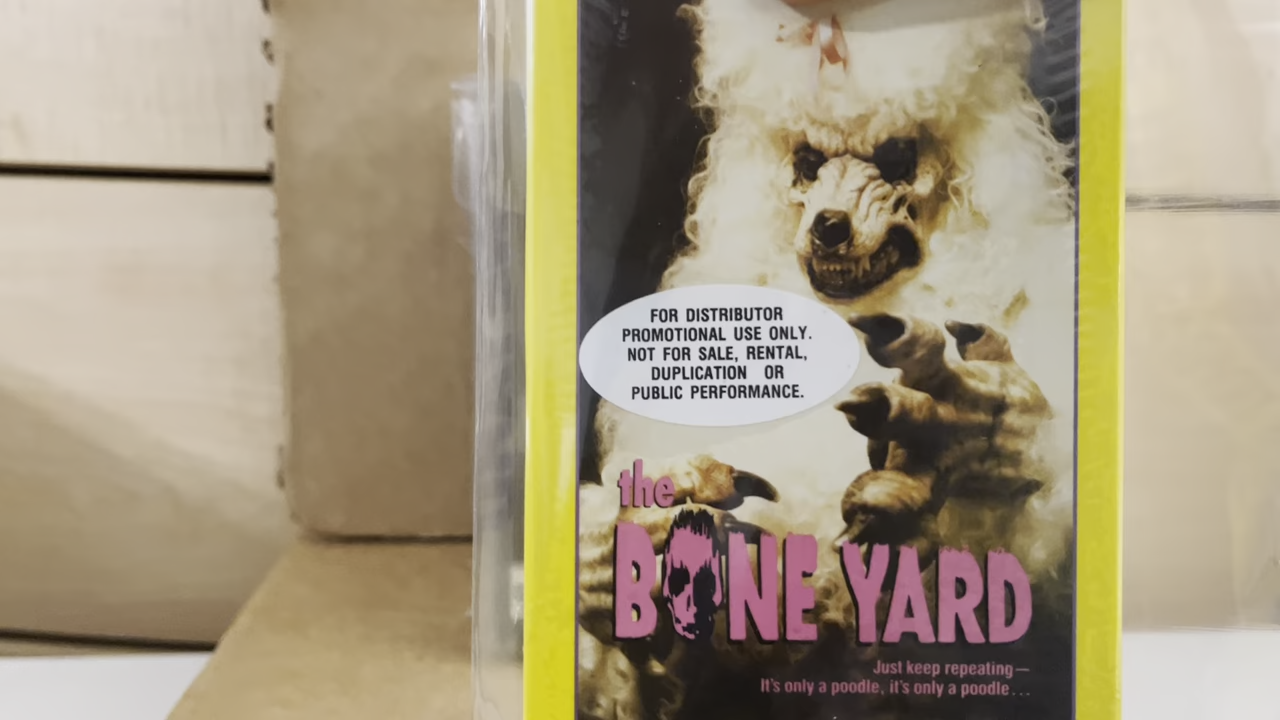 FOR DISTRIBUTOR
PROMOTIONAL USE ONLY.
NOT FOR SALE, RENTAL,
DUPLICATION OR
PUBLIC PERFORMANCE.
the
BONE YARD
Just keep repeating—
It's only a poodle, it's only a poodle...